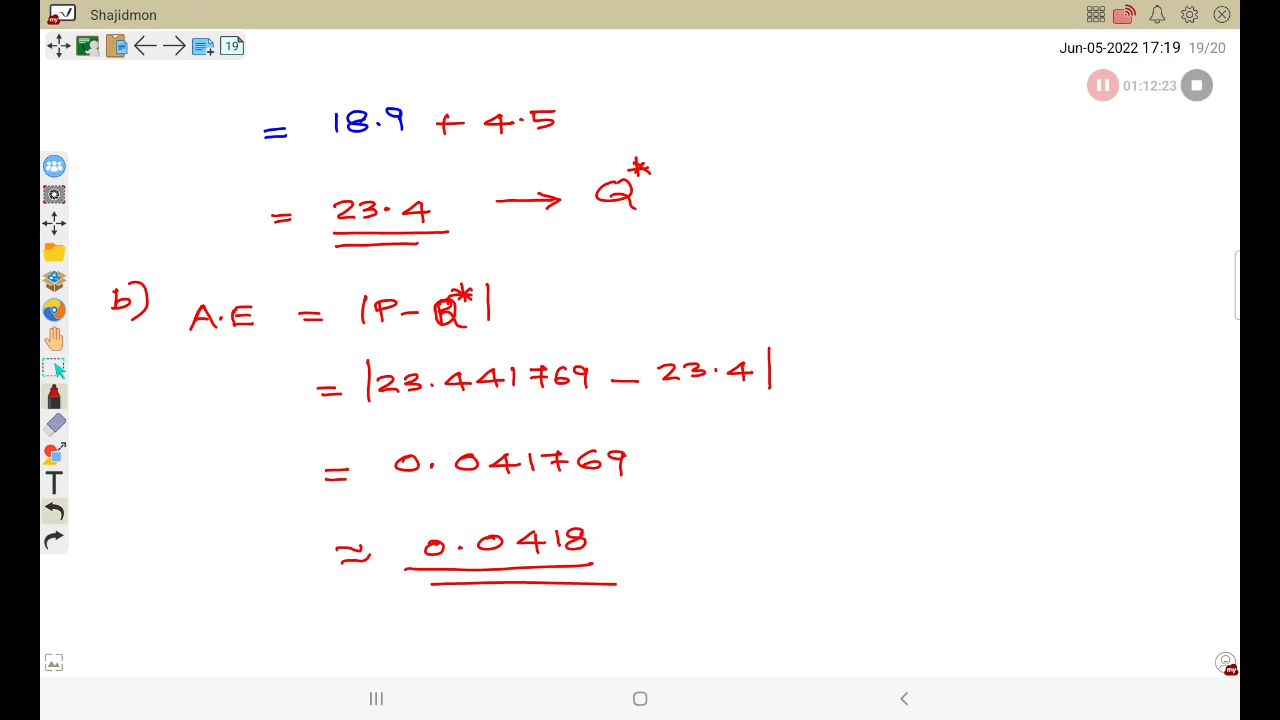 Shajidmon
19
Jun-05-2022 17:19 19/20
01:12:23
= 18.9 + 4.5
= 23.4 → Q*
b) A.E = |P - Q*|
= |23.441769 - 23.4|
= 0.041769
≈ 0.0418
T